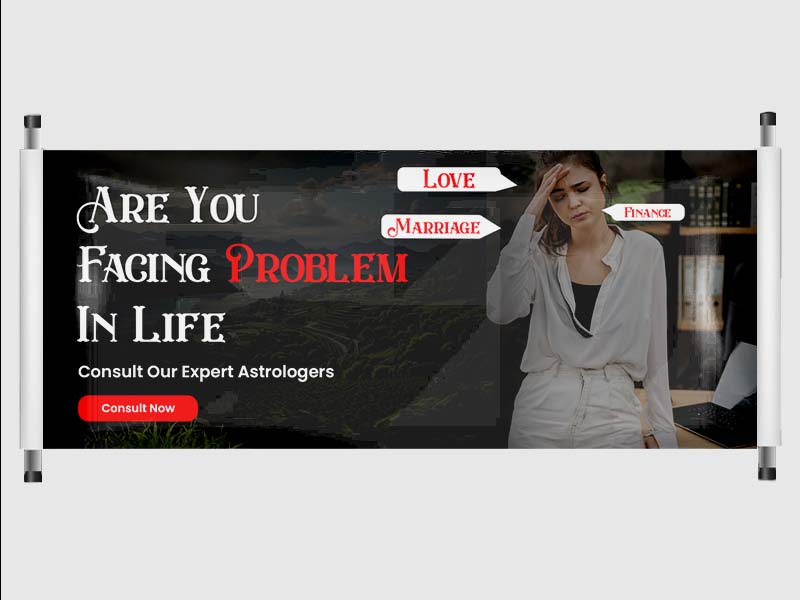 Are You
Facing Problem
In Life
Consult Our Expert Astrologers
Consult Now
Love
Marriage
Finance